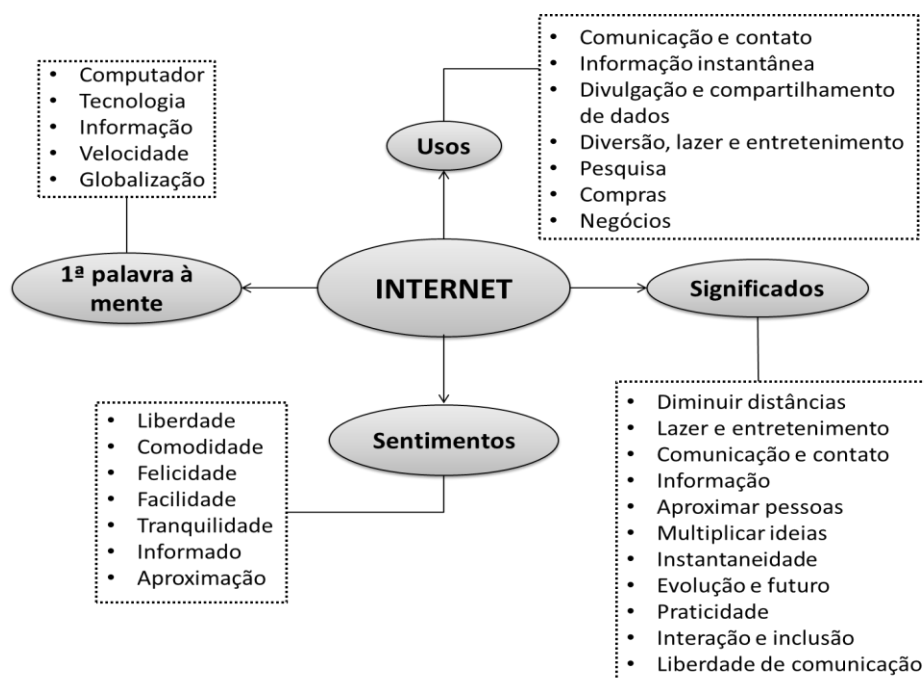 • Comunicação e contato
• Informação instantânea
• Divulgação e compartilhamento
de dados
• Diversão, lazer e entretenimento
• Pesquisa
• Compras
• Negócios
• Computador
• Tecnologia
• Informação
• Velocidade
• Globalização
Usos
1ª palavra à
mente
INTERNET
Significados
Sentimentos
• Liberdade
• Comodidade
• Felicidade
• Facilidade
• Tranquilidade
• Informado
• Aproximação
• Diminuir distâncias
• Lazer e entretenimento
• Comunicação e contato
• Informação
• Aproximar pessoas
• Multiplicar ideias
• Instantaneidade
• Evolução e futuro
• Praticidade
• Interação e inclusão
• Liberdade de comunicação